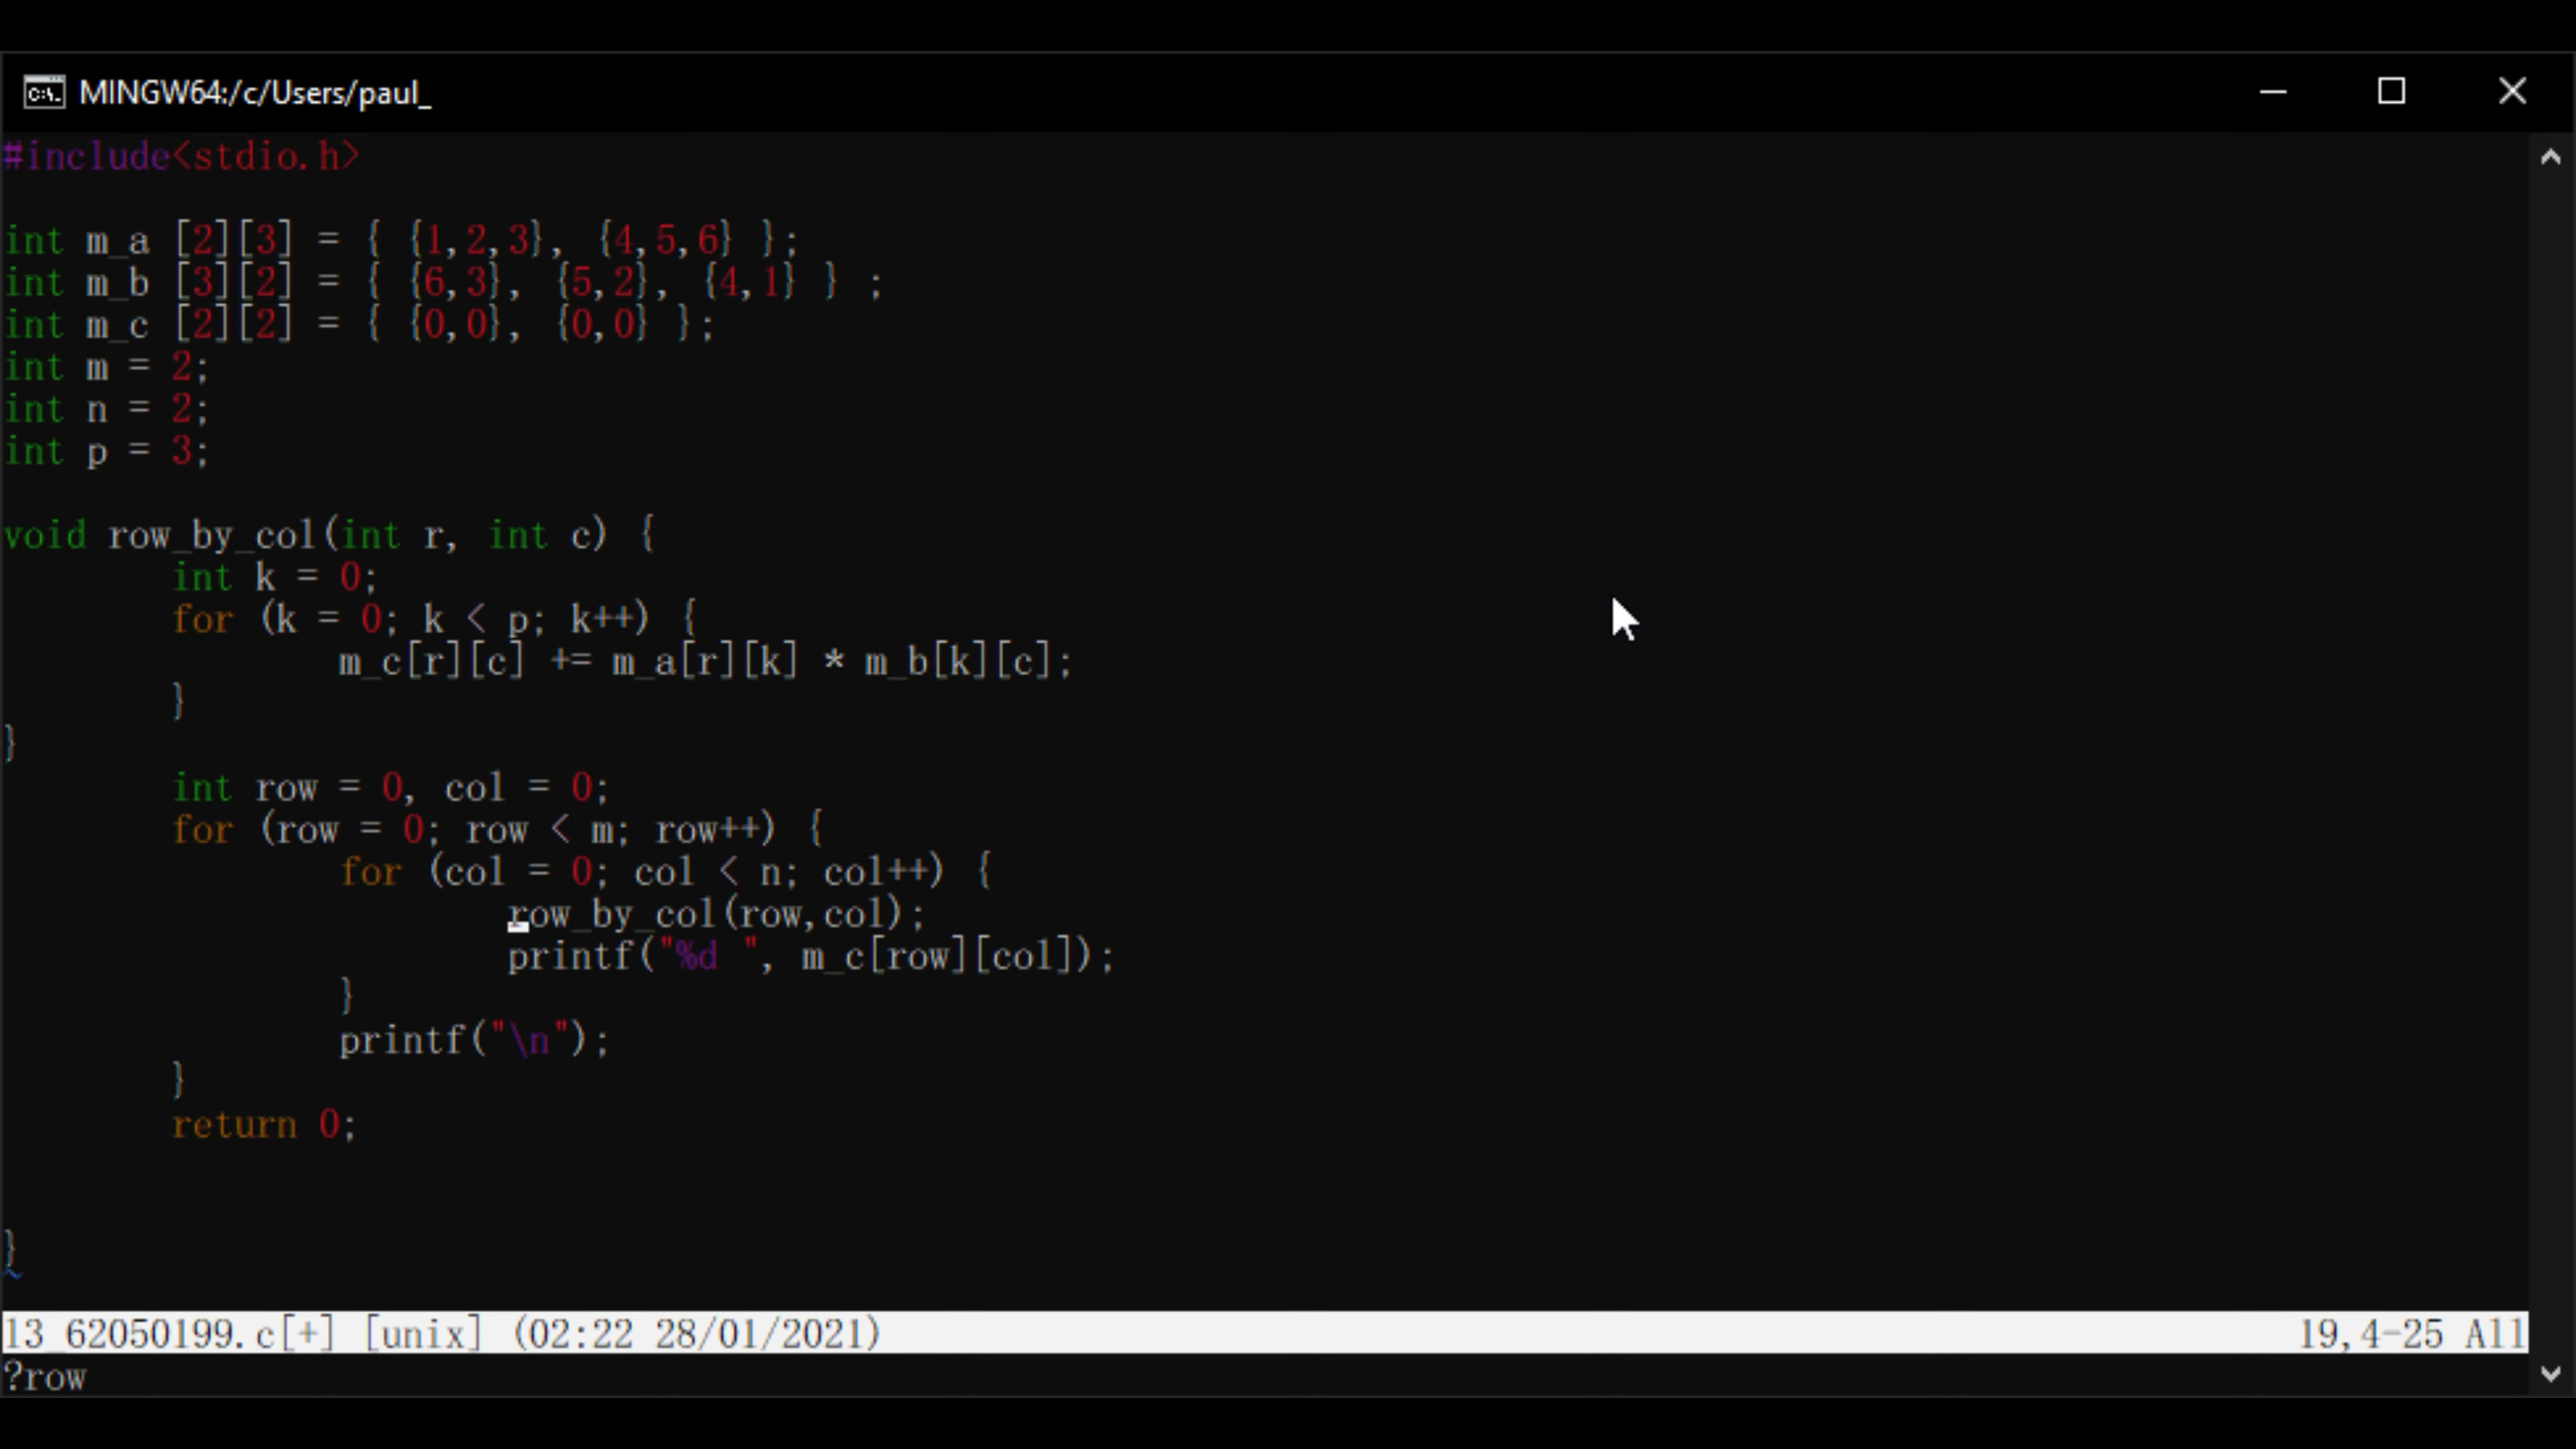 MINGW64:/c/Users/paul_
#include<stdio.h>
int m_a [2][3] = { {1,2,3}, {4,5,6} };
int m_b [3][2] = { {6,3}, {5,2}, {4,1} } ;
int m_c [2][2] = { {0,0}, {0,0} };
int m = 2;
int n = 2;
int p = 3;
void row_by_col(int r, int c) {
int k = 0;
for (k = 0; k < p; k++) {
m_c[r][c] += m_a[r][k] * m_b[k][c];
}
}
int row = 0, col = 0;
for (row = 0; row < m; row++) {
for (col = 0; col < n; col++) {
row_by_col(row,col);
printf("%d ", m_c[row][col]);
}
printf("\n");
}
return 0;
}
~
13_62050199.c[+] [unix] (02:22 28/01/2021) 19,4-25 All
?row